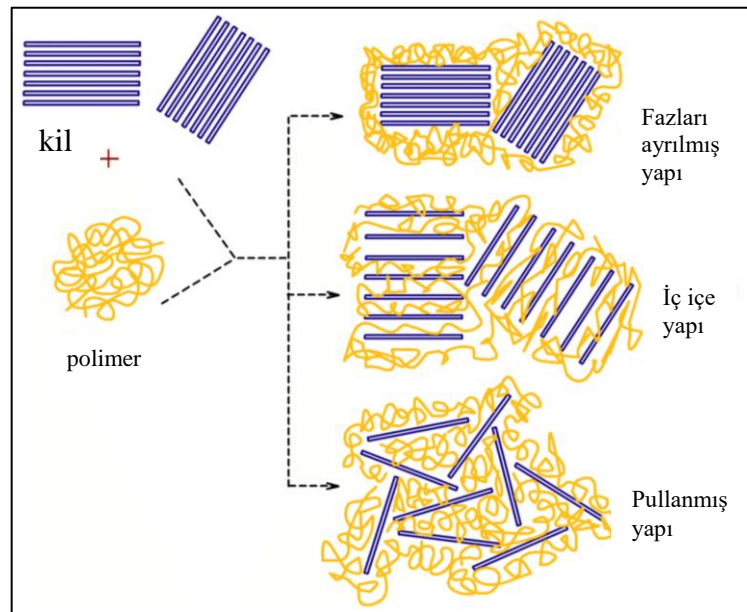 kil
+
polimer
Fazları
ayrılmış
yapı
İç içe
yapı
Pullanmış
yapı